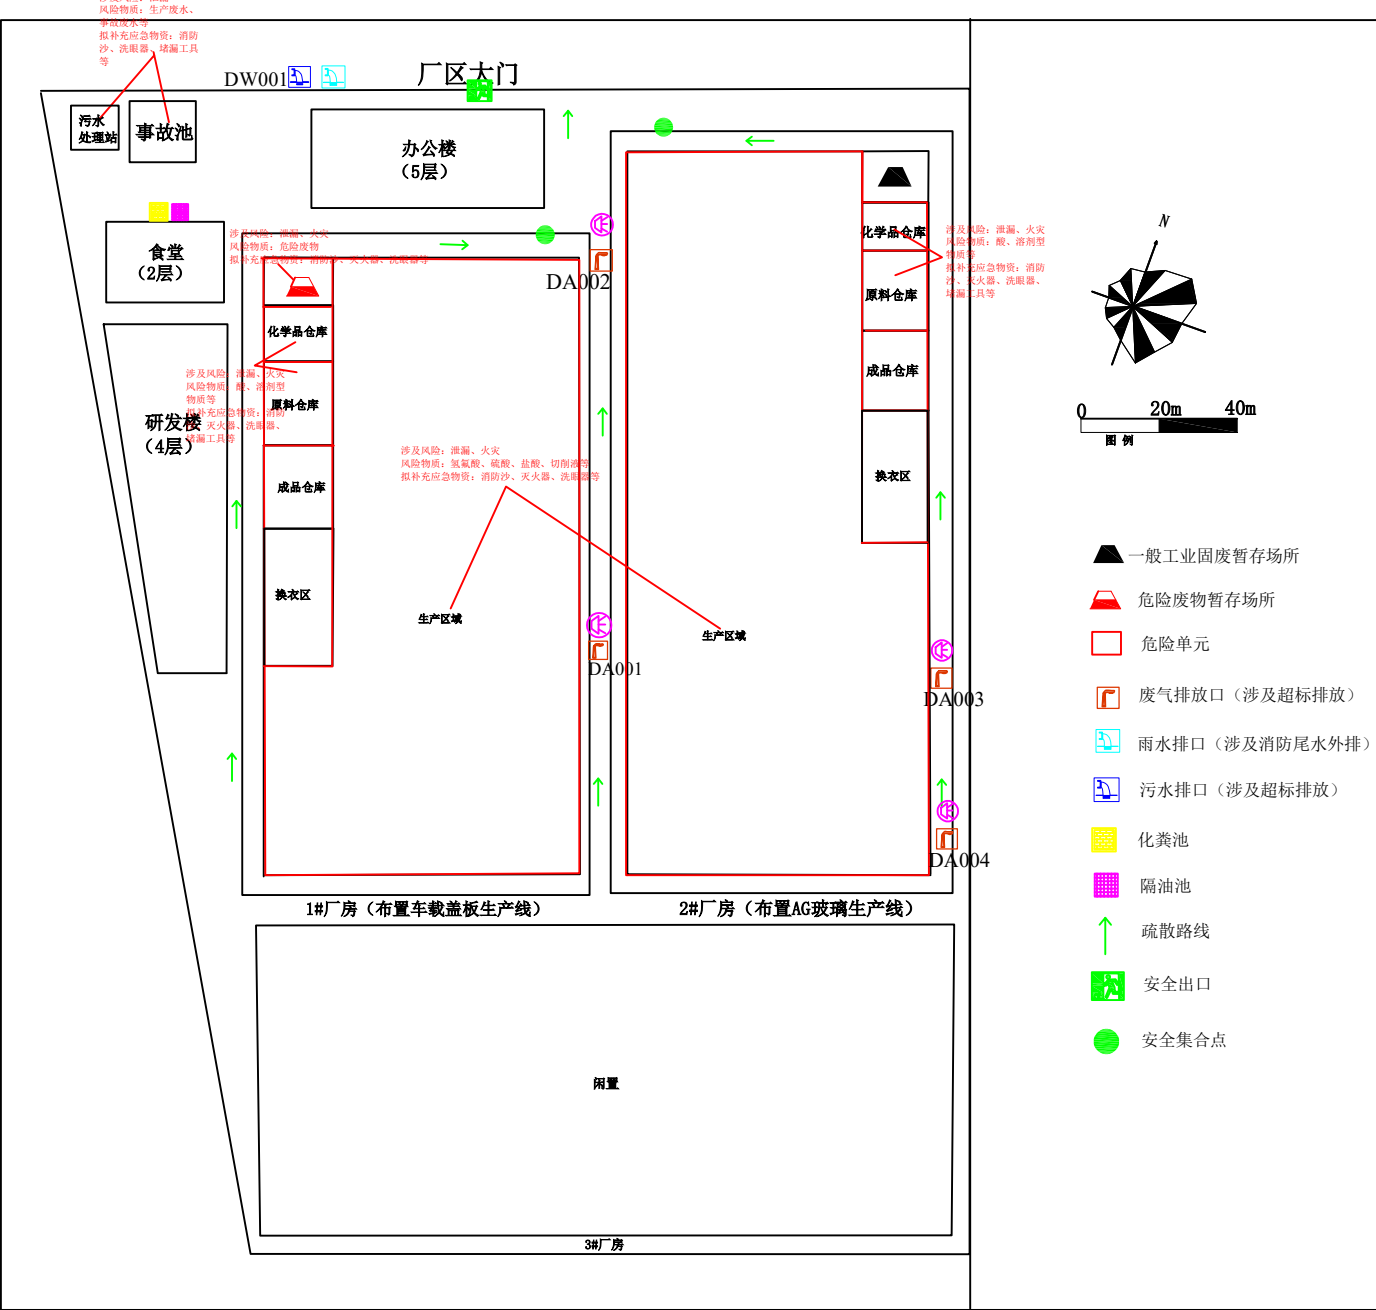 风险物质：生产废水、
事故废水等
拟补充应急物资：消防
沙、洗眼器、堵漏工具
等
DW001
厂区大门
污水
处理站
事故池
办公楼
（5层）
食堂
（2层）
涉及风险：泄漏、火灾
风险物质：危险废物
拟补充应急物资：消防沙、灭火器、洗眼器等
DA002
化学品仓库
涉及风险：泄漏、火灾
风险物质：酸、溶剂型
物质等
拟补充应急物资：消防
沙、灭火器、洗眼器、
堵漏工具等
原料仓库
成品仓库
换衣区
化学品仓库
涉及风险：泄漏、火灾
风险物质：酸、溶剂型
物质等
拟补充应急物资：消防
沙、灭火器、洗眼器、
堵漏工具等
原料仓库
研发楼
（4层）
成品仓库
换衣区
涉及风险：泄漏、火灾
风险物质：氢氟酸、硫酸、盐酸、切削液等
拟补充应急物资：消防沙、灭火器、洗眼器等
生产区域
生产区域
DA001
DA003
DA004
1#厂房（布置车载盖板生产线）
2#厂房（布置AG玻璃生产线）
闲置
3#厂房
N
0 20m 40m
图 例
一般工业固废暂存场所
危险废物暂存场所
危险单元
废气排放口（涉及超标排放）
雨水排口（涉及消防尾水外排）
污水排口（涉及超标排放）
化粪池
隔油池
疏散路线
安全出口
安全集合点